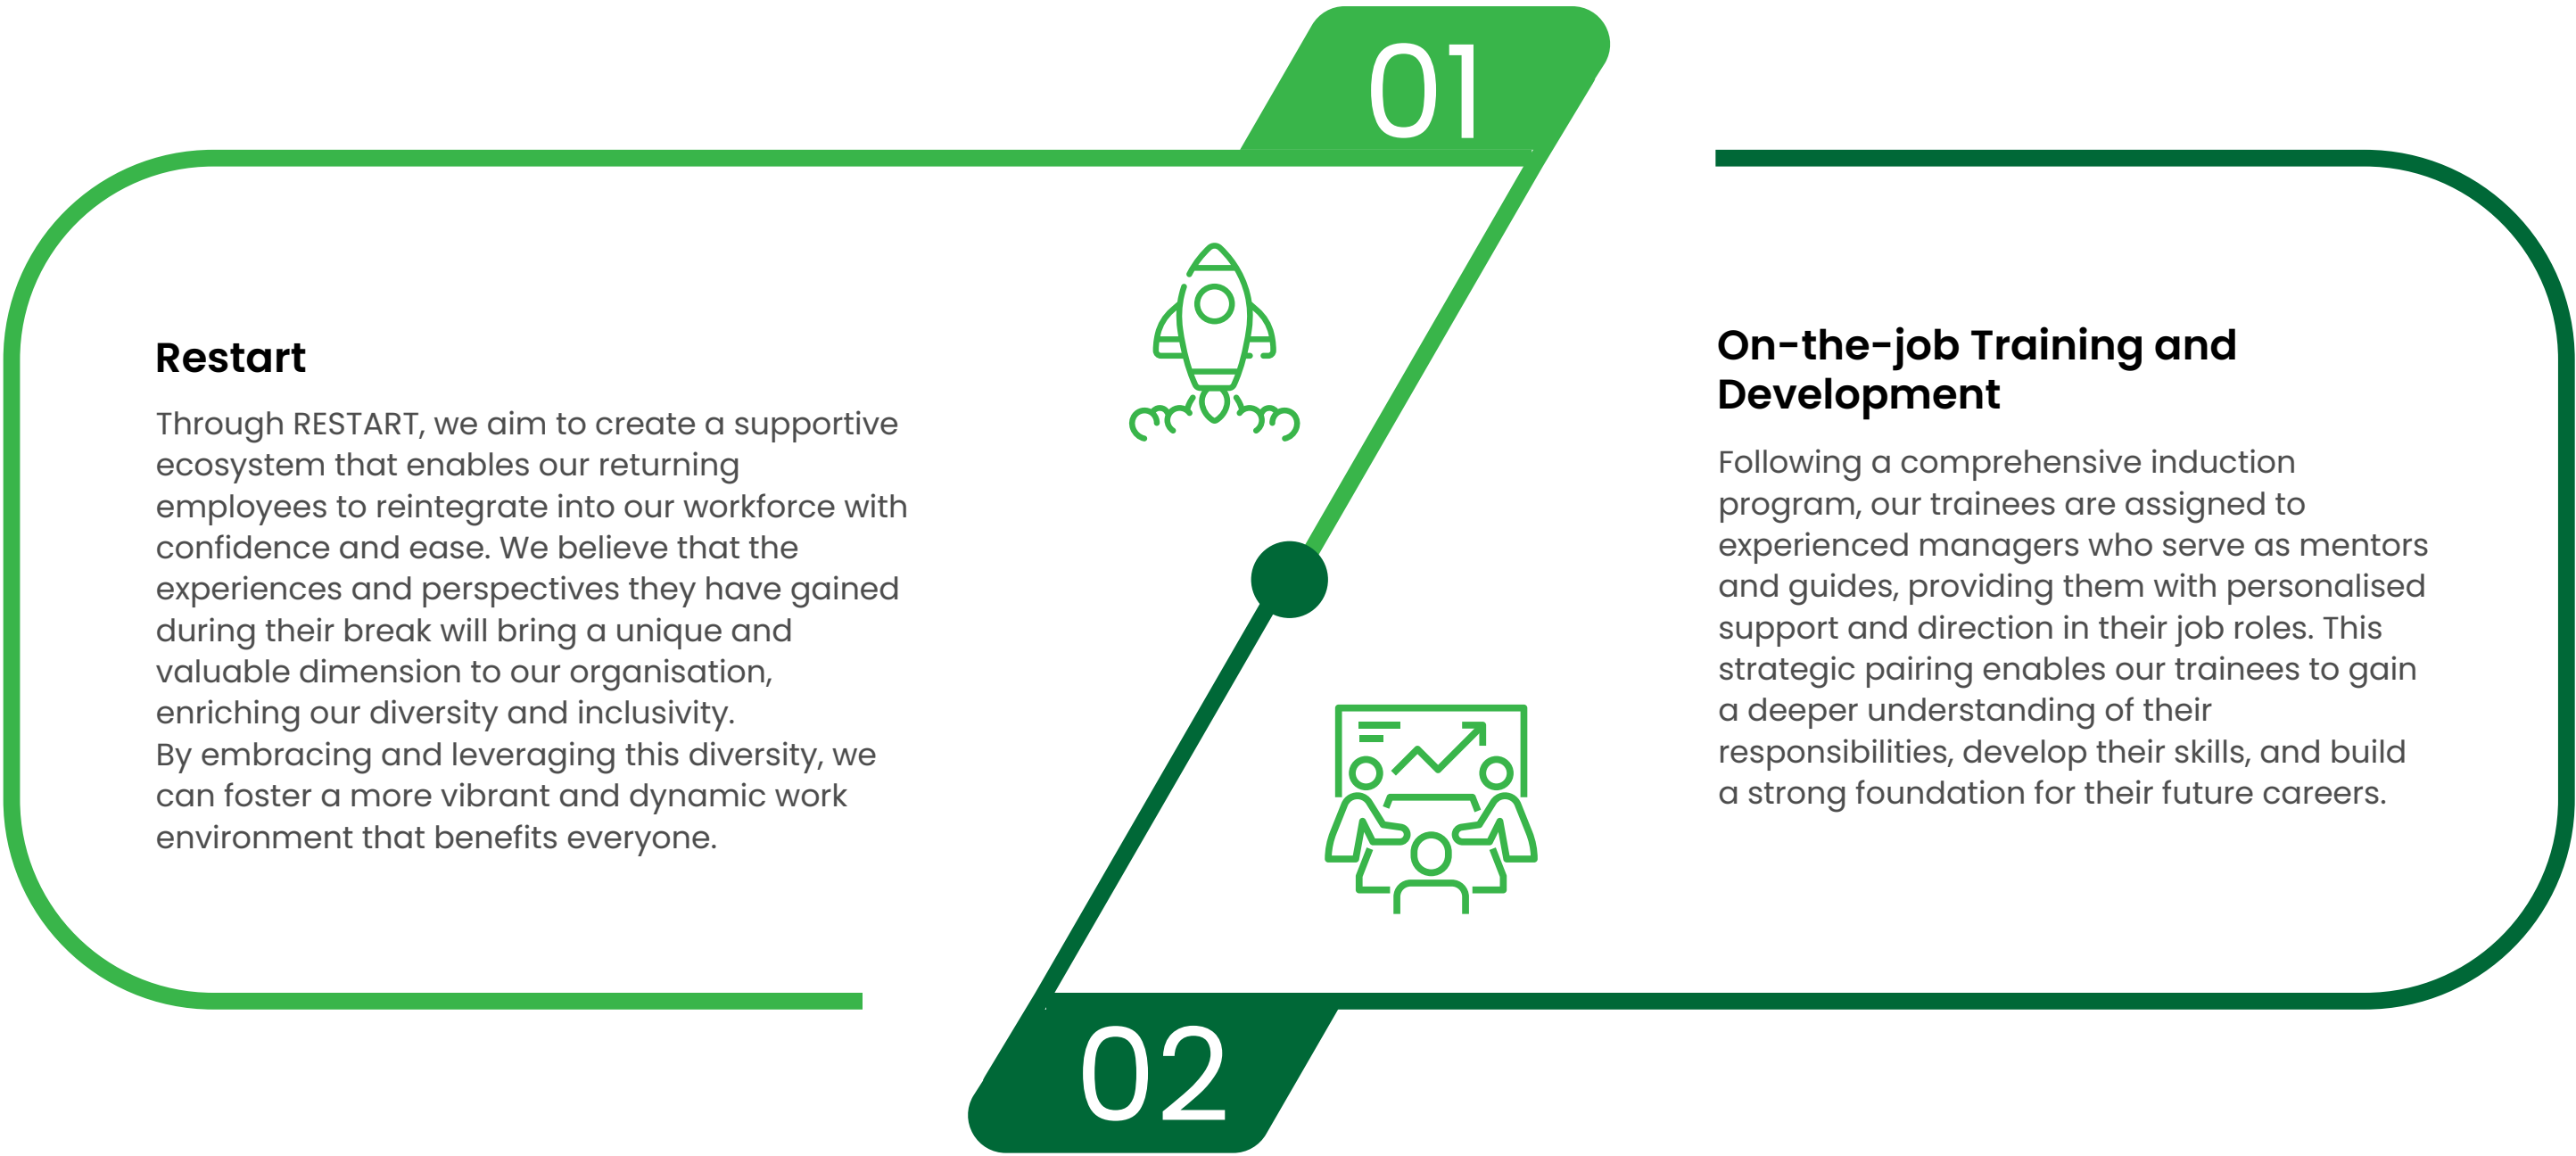 01
Restart
Through RESTART, we aim to create a supportive
ecosystem that enables our returning
employees to reintegrate into our workforce with
confidence and ease. We believe that the
experiences and perspectives they have gained
during their break will bring a unique and
valuable dimension to our organisation,
enriching our diversity and inclusivity.
By embracing and leveraging this diversity, we
can foster a more vibrant and dynamic work
environment that benefits everyone.
On-the-job Training and
Development
Following a comprehensive induction
program, our trainees are assigned to
experienced managers who serve as mentors
and guides, providing them with personalised
support and direction in their job roles. This
strategic pairing enables our trainees to gain
a deeper understanding of their
responsibilities, develop their skills, and build
a strong foundation for their future careers.
02